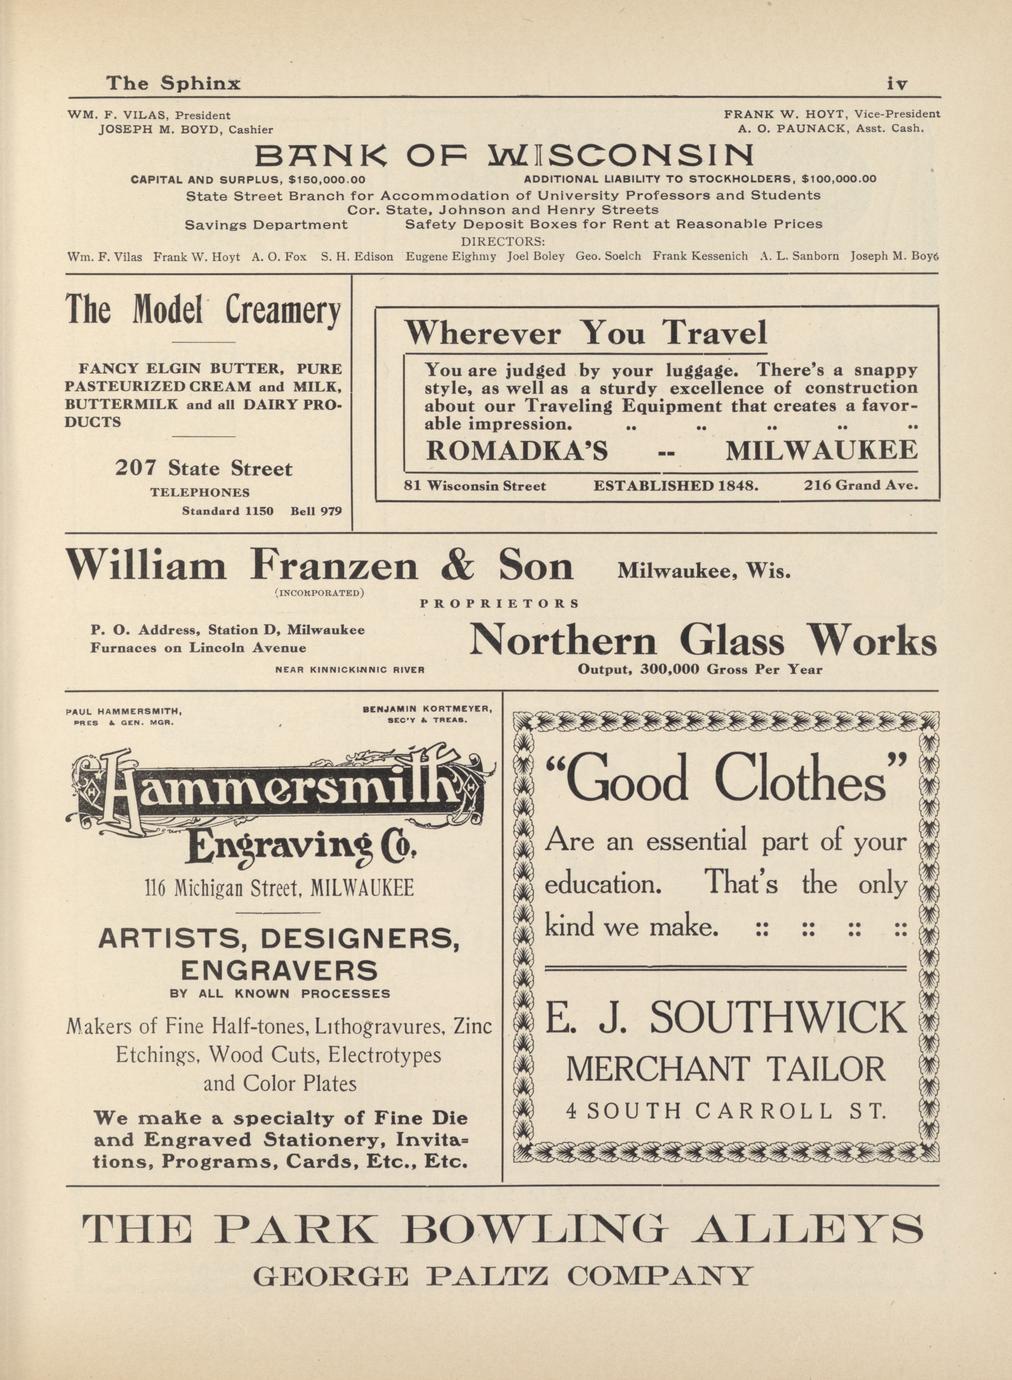 The Sphinx iv
WM. F. VILAS, President FRANK W. HOYT, Vice-President
JOSEPH M. BOYD, Cashier A. O. PAUNACK, Asst. Cash.
BANK OF WISCONSIN
CAPITAL AND SURPLUS, $150,000.00 ADDITIONAL LIABILITY TO STOCKHOLDERS, $100,000.00
State Street Branch for Accommodation of University Professors and Students
Cor. State, Johnson and Henry Streets
Savings Department Safety Deposit Boxes for Rent at Reasonable Prices
DIRECTORS:
Wm. F. Vilas Frank W. Hoyt A. O. Fox S. H. Edison Eugene Eighmy Joel Boley Geo. Soelch Frank Kessenich A. L. Sanborn Joseph M. Boyd
The Model Creamery
FANCY ELGIN BUTTER, PURE
PASTEURIZED CREAM and MILK,
BUTTERMILK and all DAIRY PRO-
DUCTS
207 State Street
TELEPHONES
Standard 1150 Bell 979
Wherever You Travel
You are judged by your luggage. There's a snappy
style, as well as a sturdy excellence of construction
about our Traveling Equipment that creates a favor-
able impression. .. .. .. .. ..
ROMADKA'S -- MILWAUKEE
81 Wisconsin Street ESTABLISHED 1848. 216 Grand Ave.
William Franzen & Son Milwaukee, Wis.
(INCORPORATED)
PROPRIETORS
P. O. Address, Station D, Milwaukee
Furnaces on Lincoln Avenue
NEAR KINNICKINNIC RIVER
Northern Glass Works
Output, 300,000 Gross Per Year
PAUL HAMMERSMITH, BENJAMIN KORTMEYER,
PRES & GEN. MGR. SEC'Y & TREAS.
Hammersmith
Engraving Co.
116 Michigan Street, MILWAUKEE
ARTISTS, DESIGNERS,
ENGRAVERS
BY ALL KNOWN PROCESSES
Makers of Fine Half-tones, Lithogravures, Zinc
Etchings, Wood Cuts, Electrotypes
and Color Plates
We make a specialty of Fine Die
and Engraved Stationery, Invita=
tions, Programs, Cards, Etc., Etc.
"Good Clothes"
Are an essential part of your
education. That's the only
kind we make. :: :: :: ::
E. J. SOUTHWICK
MERCHANT TAILOR
4 SOUTH CARROLL ST.
THE PARK BOWLING ALLEYS
GEORGE PALTZ COMPANY